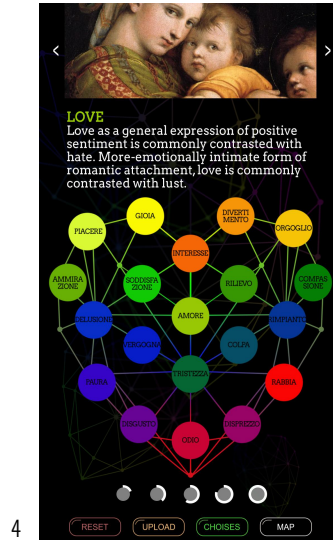 LOVE
Love as a general expression of positive
sentiment is commonly contrasted with
hate. More-emotionally intimate form of
romantic attachment, love is commonly
contrasted with lust.
GIOIA
DIVERTI
MENTO
PIACERE
ORGOGLIO
INTERESSE
AMMIRA
ZIONE
SODDISFA
ZIONE
RILIEVO
COMPAS
SIONE
DELUSIONE
AMORE
RIMPIANTO
VERGOGNA
COLPA
TRISTEZZA
PAURA
RABBIA
DISGUSTO
DISPREZZO
ODIO
4
RESET
UPLOAD
CHOISES
MAP